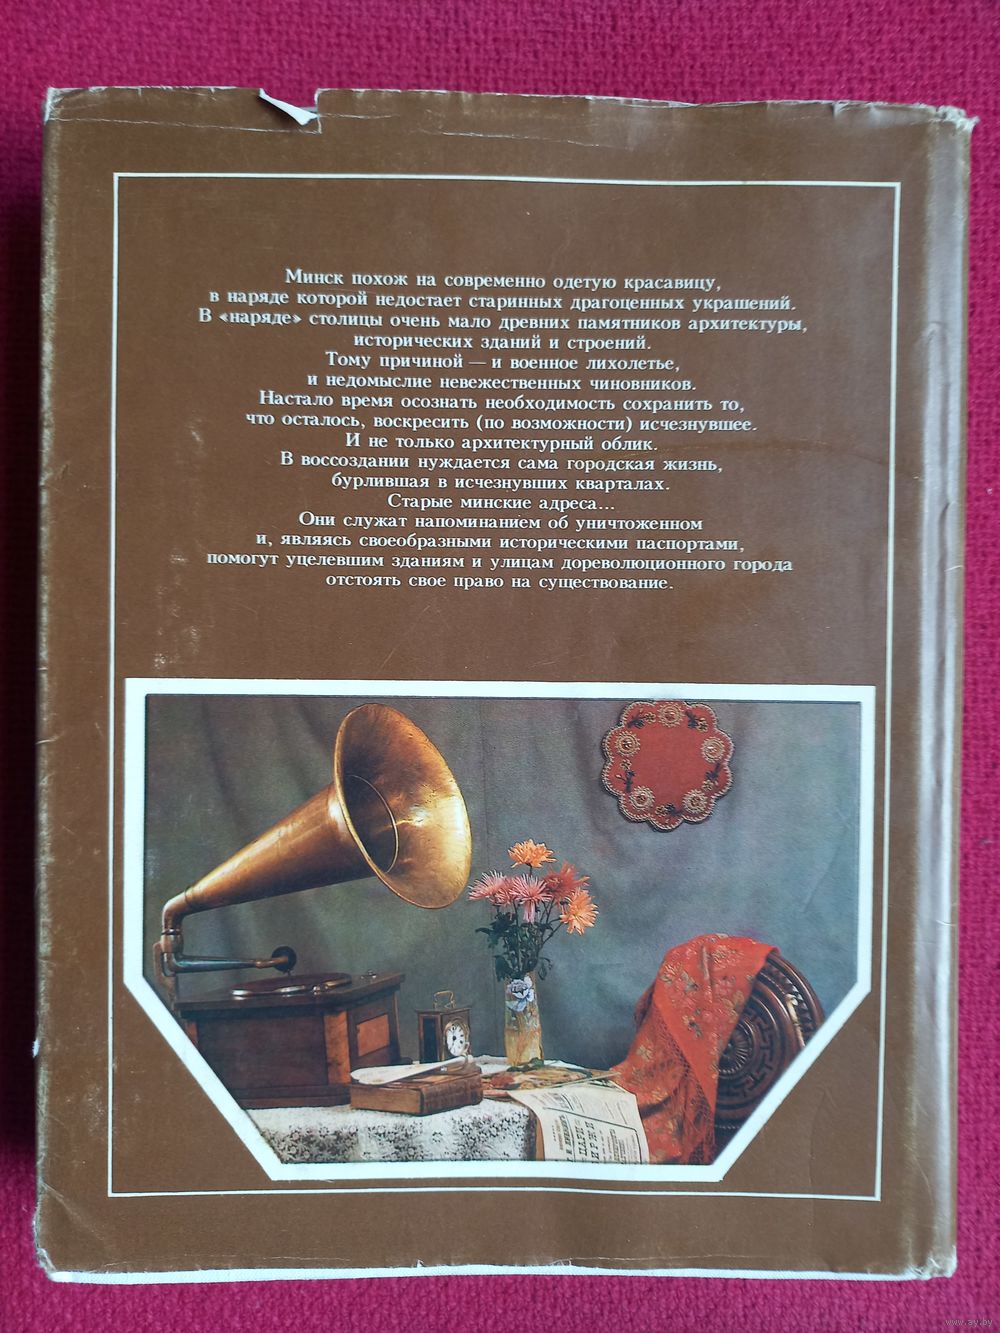 Минск похож на современно одетую красавицу,
в наряде которой недостает старинных драгоценных украшений.
В «наряде» столицы очень мало древних памятников архитектуры,
исторических зданий и строений.
Тому причиной — и военное лихолетье,
и недомыслие невежественных чиновников.
Настало время осознать необходимость сохранить то,
что осталось, воскресить (по возможности) исчезнувшее.
И не только архитектурный облик.
В воссоздании нуждается сама городская жизнь,
бурлившая в исчезнувших кварталах.
Старые минские адреса...
Они служат напоминанием об уничтоженном
и, являясь своеобразными историческими паспортами,
помогут уцелевшим зданиям и улицам дореволюционного города
отстоять свое право на существование.
www.ay.by